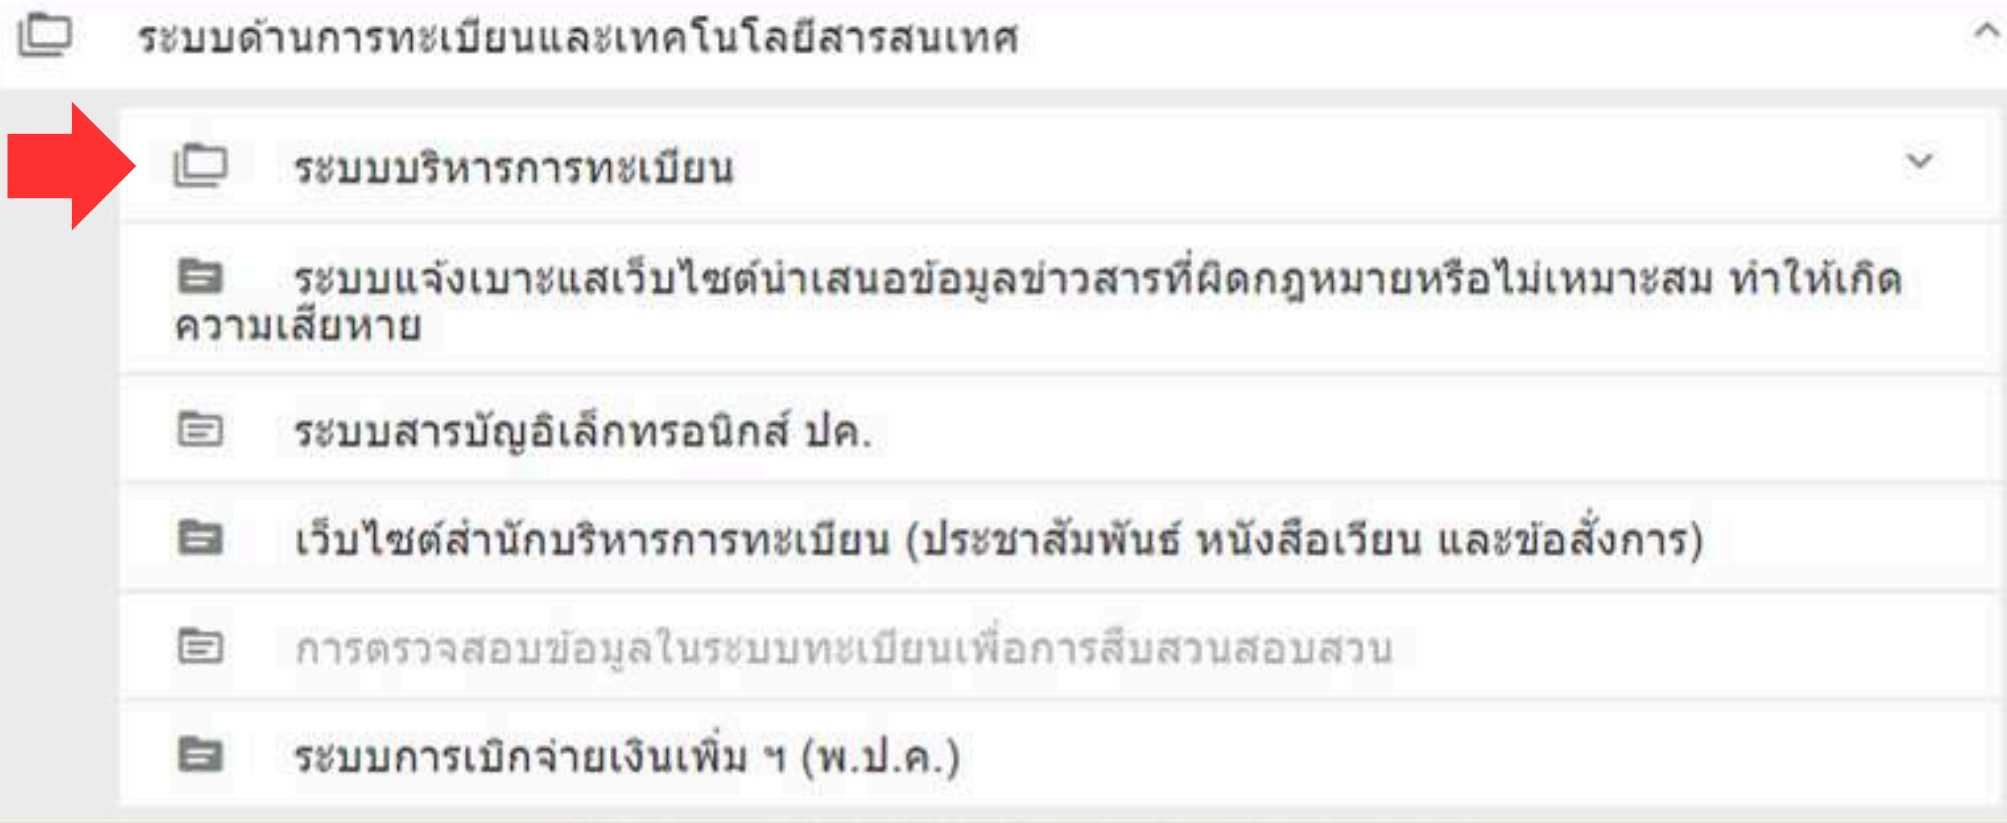 ระบบด้านการทะเบียนและเทคโนโลยีสารสนเทศ
ระบบบริหารการทะเบียน
ระบบแจ้งเบาะแสเว็บไซต์นำเสนอข้อมูลข่าวสารที่ผิดกฎหมายหรือไม่เหมาะสม ทำให้เกิด
ความเสียหาย
ระบบสารบัญอิเล็กทรอนิกส์ ปค.
เว็บไซต์สำนักบริหารการทะเบียน (ประชาสัมพันธ์ หนังสือเวียน และข้อสั่งการ)
การตรวจสอบข้อมูลในระบบทะเบียนเพื่อการสืบสวนสอบสวน
ระบบการเบิกจ่ายเงินเพิ่ม ฯ (พ.ป.ค.)